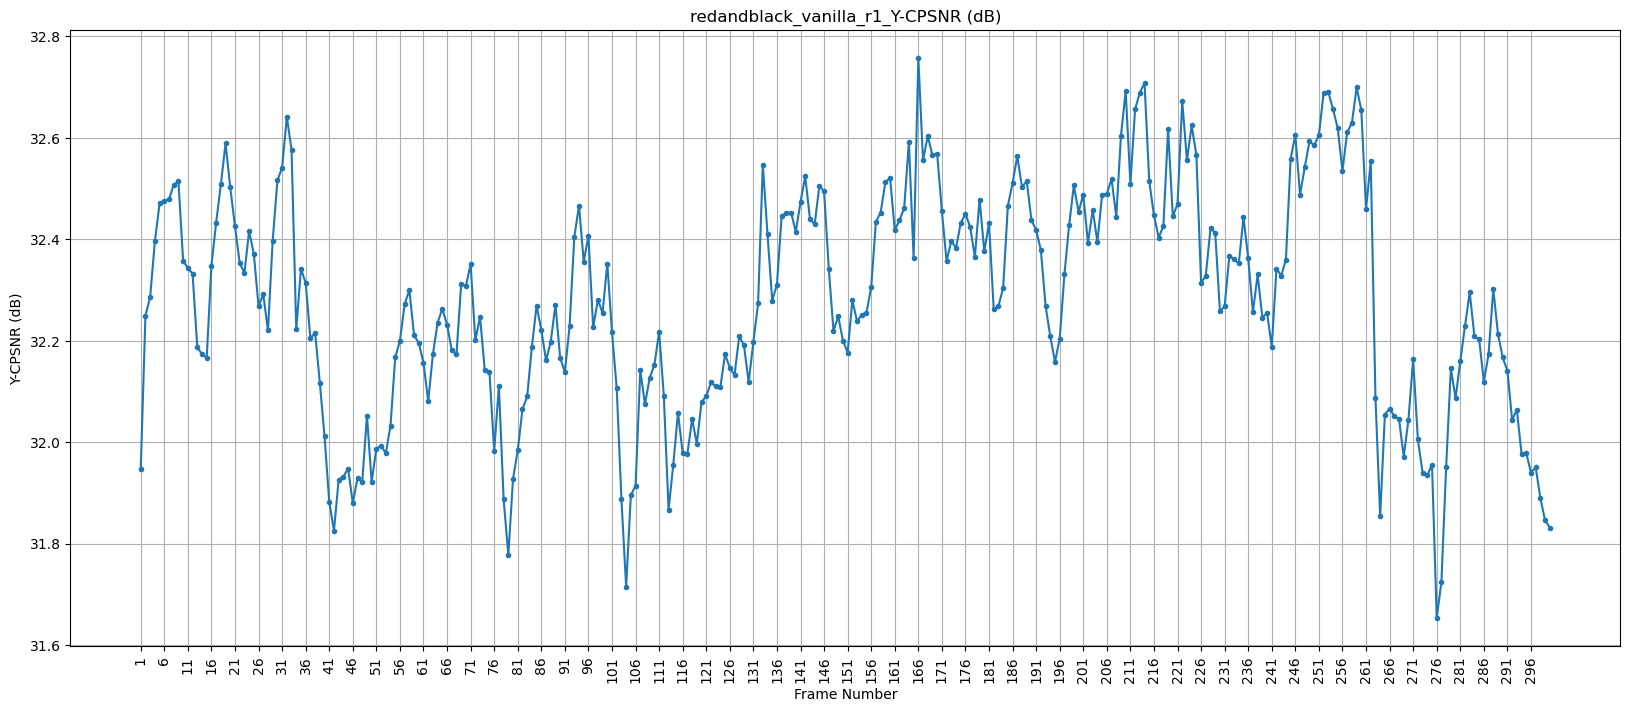 redandblack_vanilla_r1_Y-CPSNR (dB)
Y-CPSNR (dB)
32.8
32.6
32.4
32.2
32.0
31.8
31.6
1 6 11 16 21 26 31 36 41 46 51 56 61 66 71 76 81 86 91 96 101 106 111 116 121 126 131 136 141 146 151 156 161 166 171 176 181 186 191 196 201 206 211 216 221 226 231 236 241 246 251 256 261 266 271 276 281 286 291 296
Frame Number